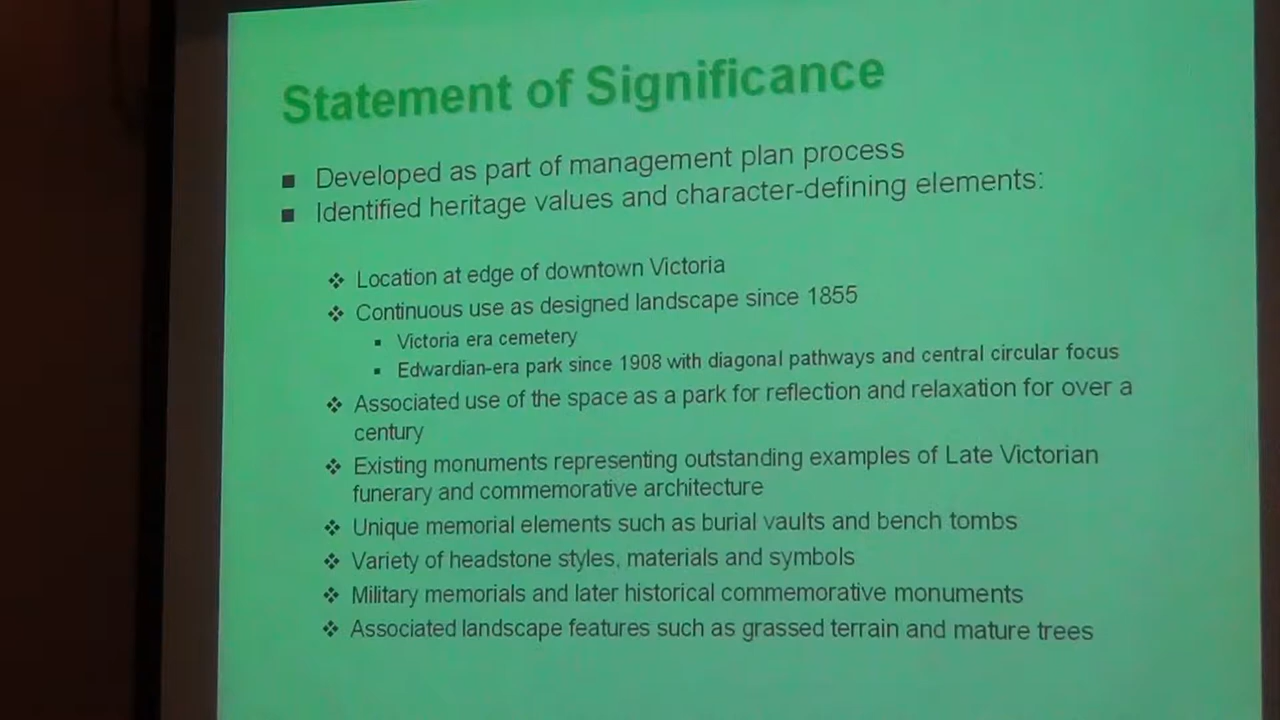 Statement of Significance
Developed as part of management plan process
Identified heritage values and character-defining elements:
Location at edge of downtown Victoria
Continuous use as designed landscape since 1855
Victoria era cemetery
Edwardian-era park since 1908 with diagonal pathways and central circular focus
Associated use of the space as a park for reflection and relaxation for over a
century
Existing monuments representing outstanding examples of Late Victorian
funerary and commemorative architecture
Unique memorial elements such as burial vaults and bench tombs
Variety of headstone styles, materials and symbols
Military memorials and later historical commemorative monuments
Associated landscape features such as grassed terrain and mature trees